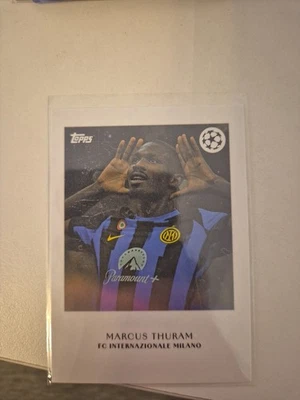 Topps
Paramount+
MARCUS THURAM
FC INTERNAZIONALE MILANO